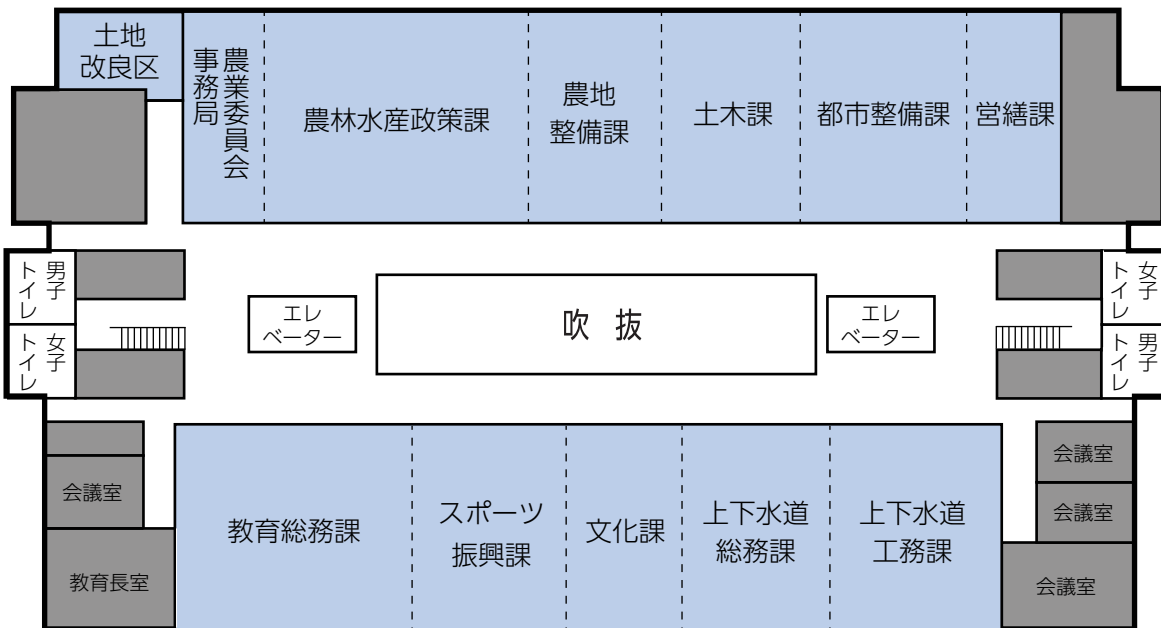 土地
改良区
農業委員会
事務局
農林水産政策課
農地
整備課
土木課
都市整備課
営繕課
男子
トイレ
女子
トイレ
エレ
ベーター
吹抜
エレ
ベーター
女子
トイレ
男子
トイレ
会議室
教育長室
教育総務課
スポーツ
振興課
文化課
上下水道
総務課
上下水道
工務課
会議室
会議室
会議室